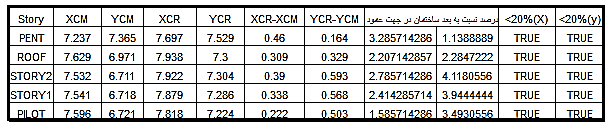 Story XCM YCM XCR YCR XCR-XCM YCR-YCM درصد نسبت به بعد ساختمان در جهت عمود <20%(X) <20%(y)
PENT 7.237 7.365 7.697 7.529 0.46 0.164 3.285714286 1.1388889 TRUE TRUE
ROOF 7.629 6.971 7.938 7.3 0.309 0.329 2.207142857 2.2847222 TRUE TRUE
STORY2 7.532 6.711 7.922 7.304 0.39 0.593 2.785714286 4.1180556 TRUE TRUE
STORY1 7.541 6.718 7.879 7.286 0.338 0.568 2.414285714 3.9444444 TRUE TRUE
PILOT 7.596 6.721 7.818 7.224 0.222 0.503 1.585714286 3.4930556 TRUE TRUE